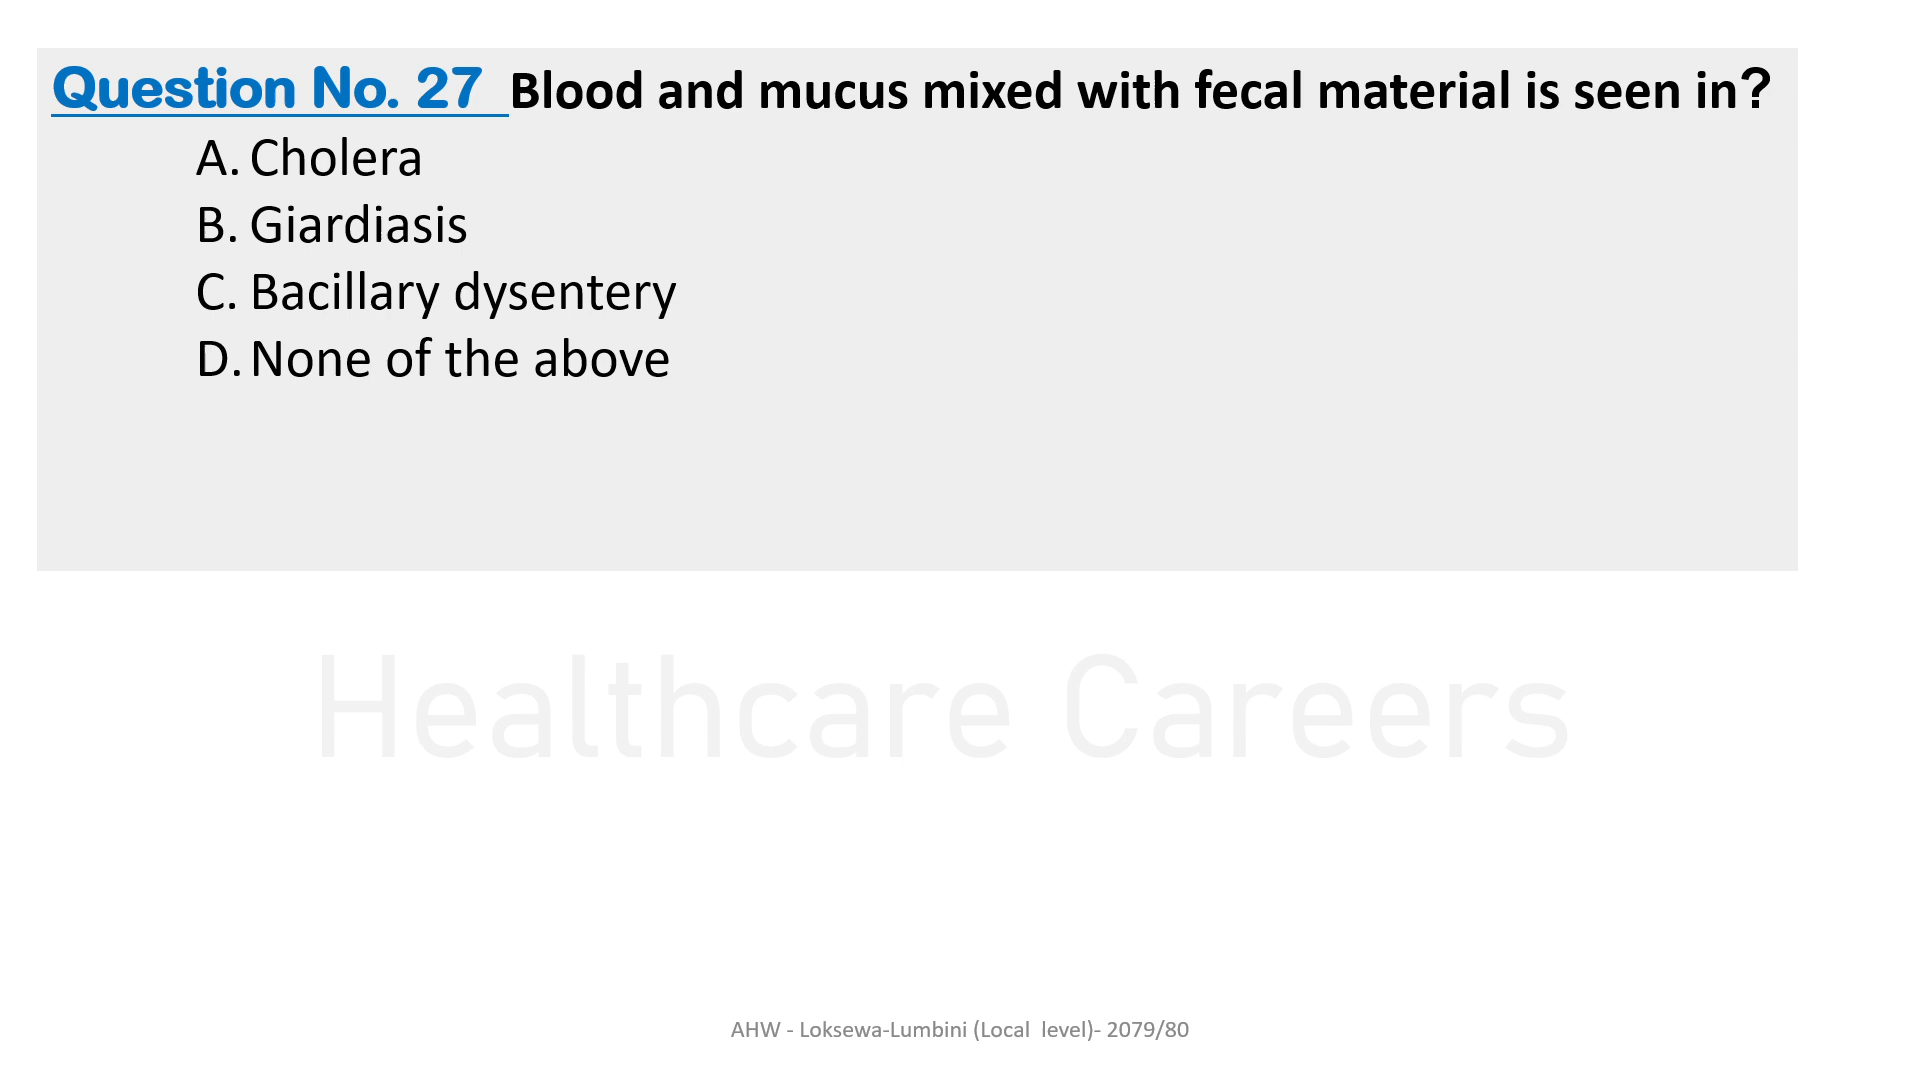 Question No. 27 Blood and mucus mixed with fecal material is seen in?
A. Cholera
B. Giardiasis
C. Bacillary dysentery
D. None of the above
Healthcare Careers
AHW - Loksewa-Lumbini (Local level)- 2079/80